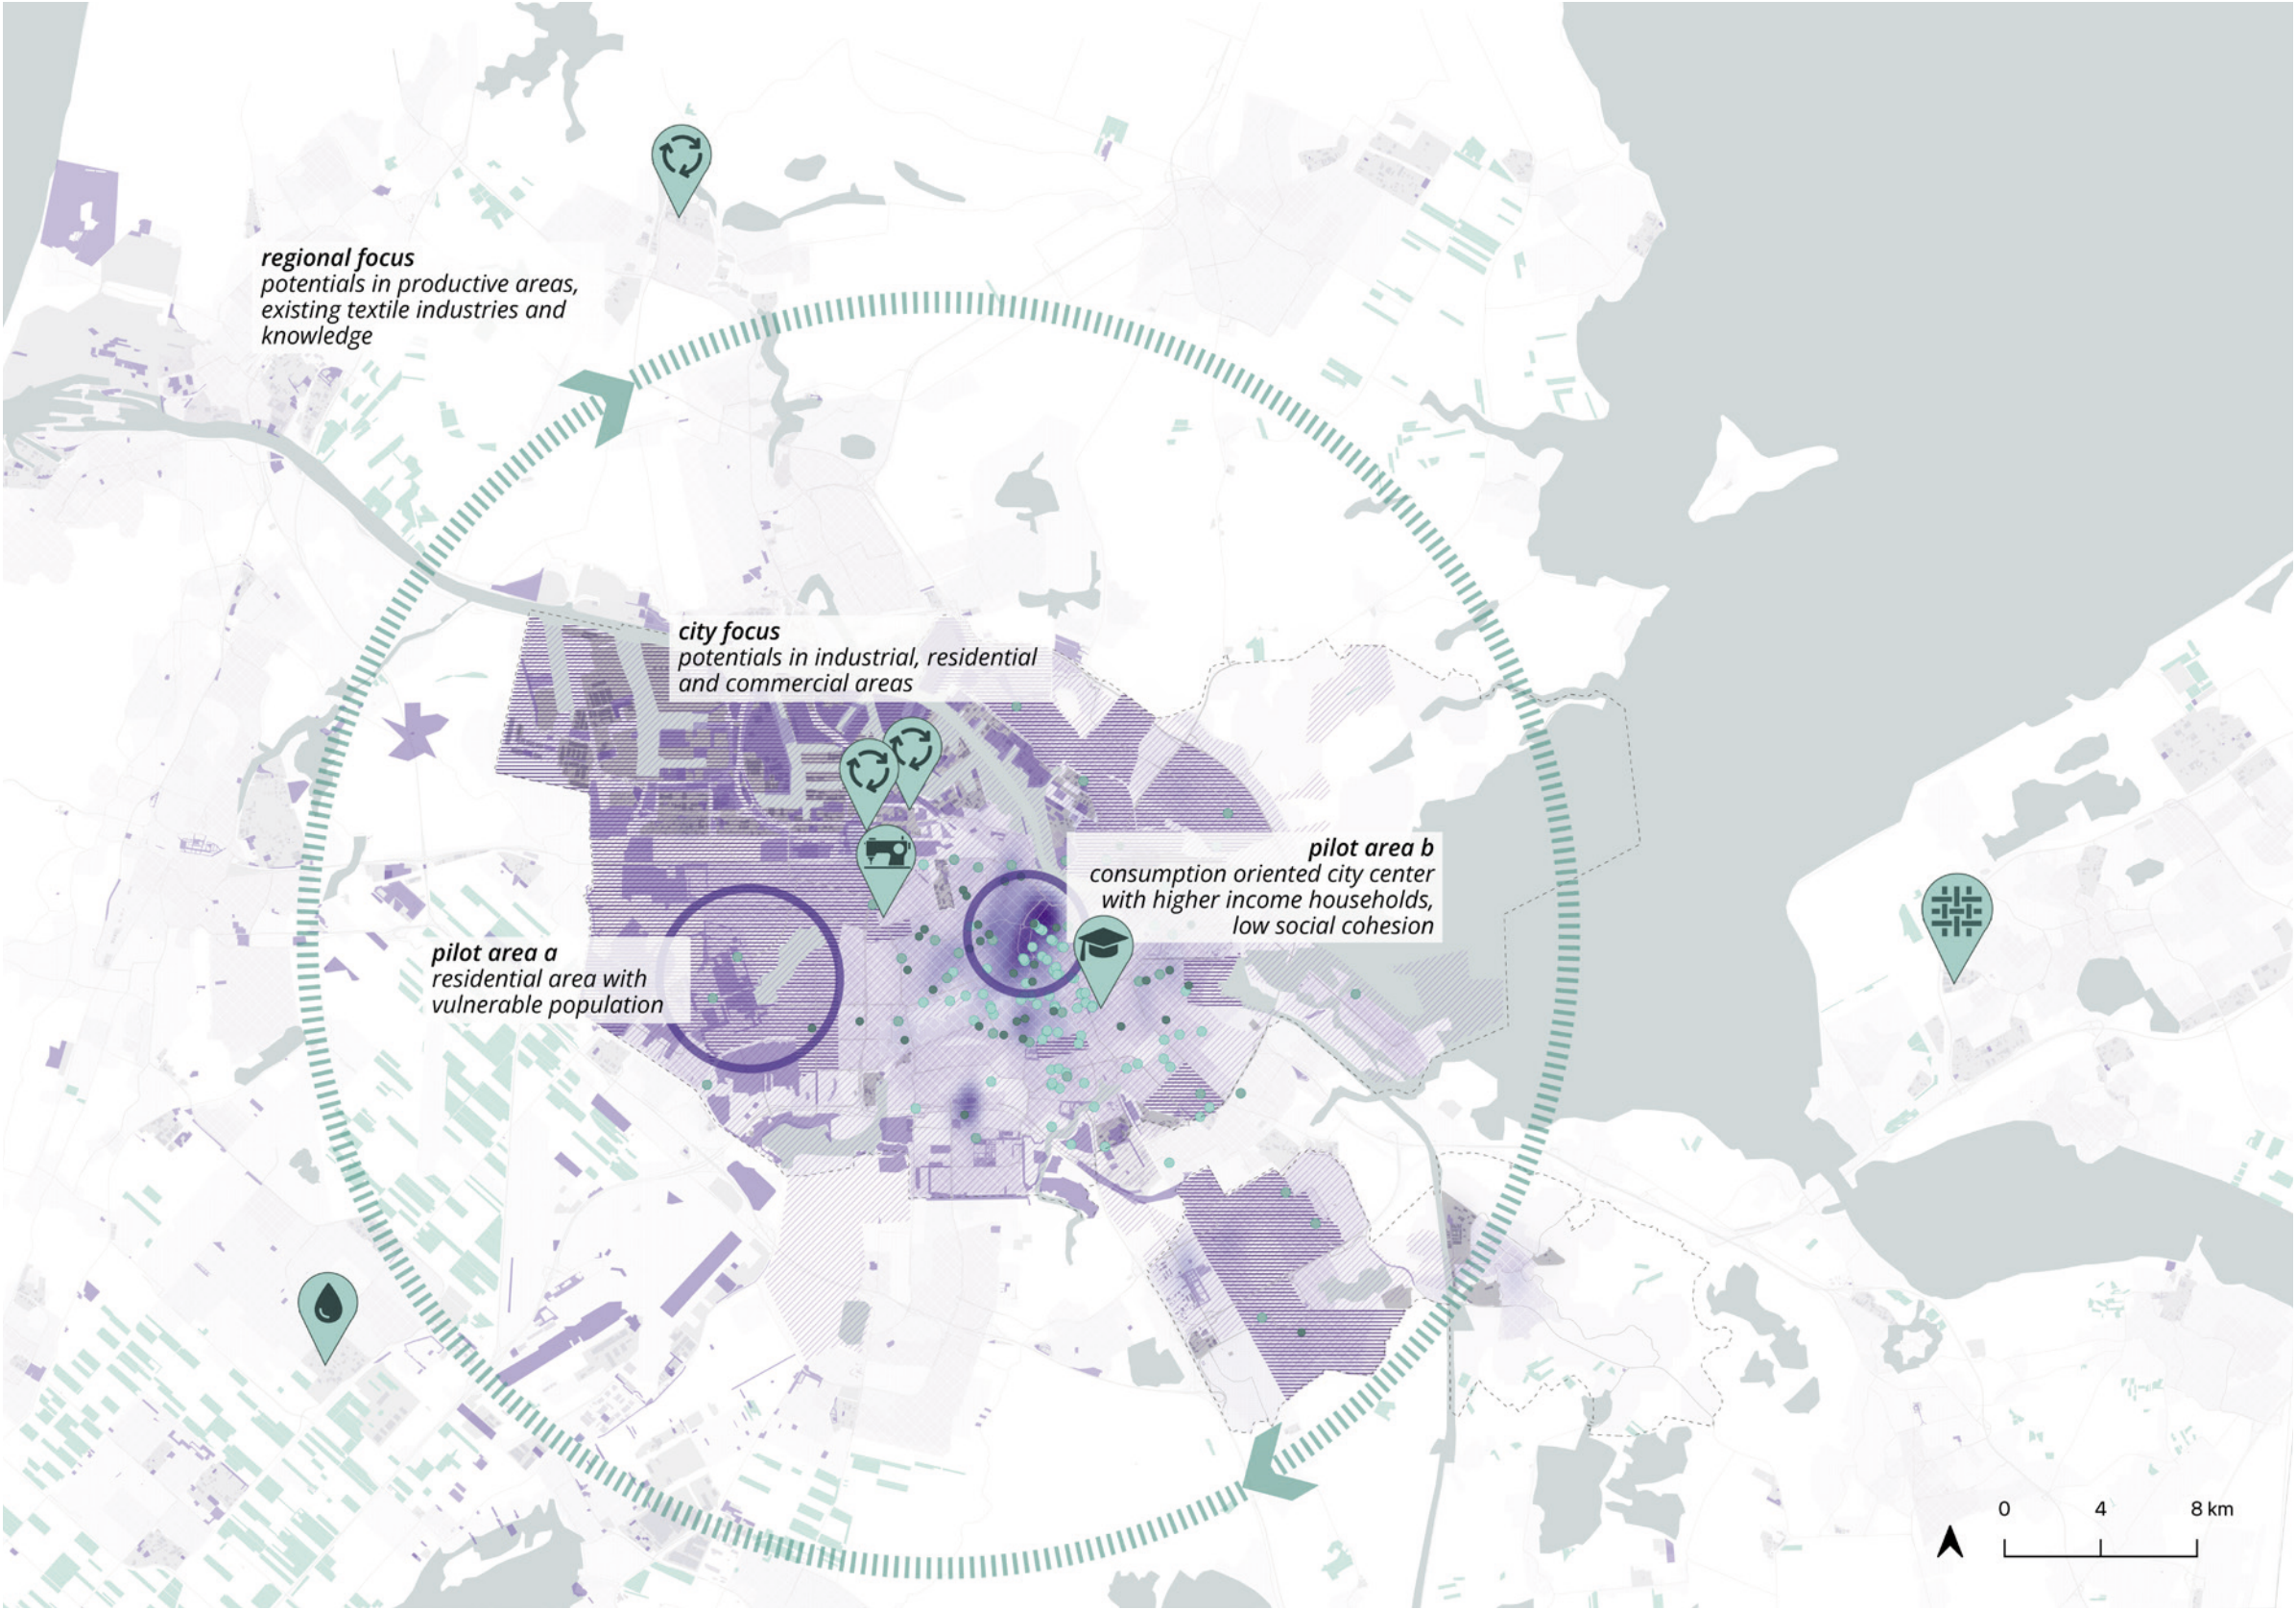 regional focus
potentials in productive areas,
existing textile industries and
knowledge
city focus
potentials in industrial, residential
and commercial areas
pilot area b
consumption oriented city center
with higher income households,
low social cohesion
pilot area a
residential area with
vulnerable population
0 4 8 km